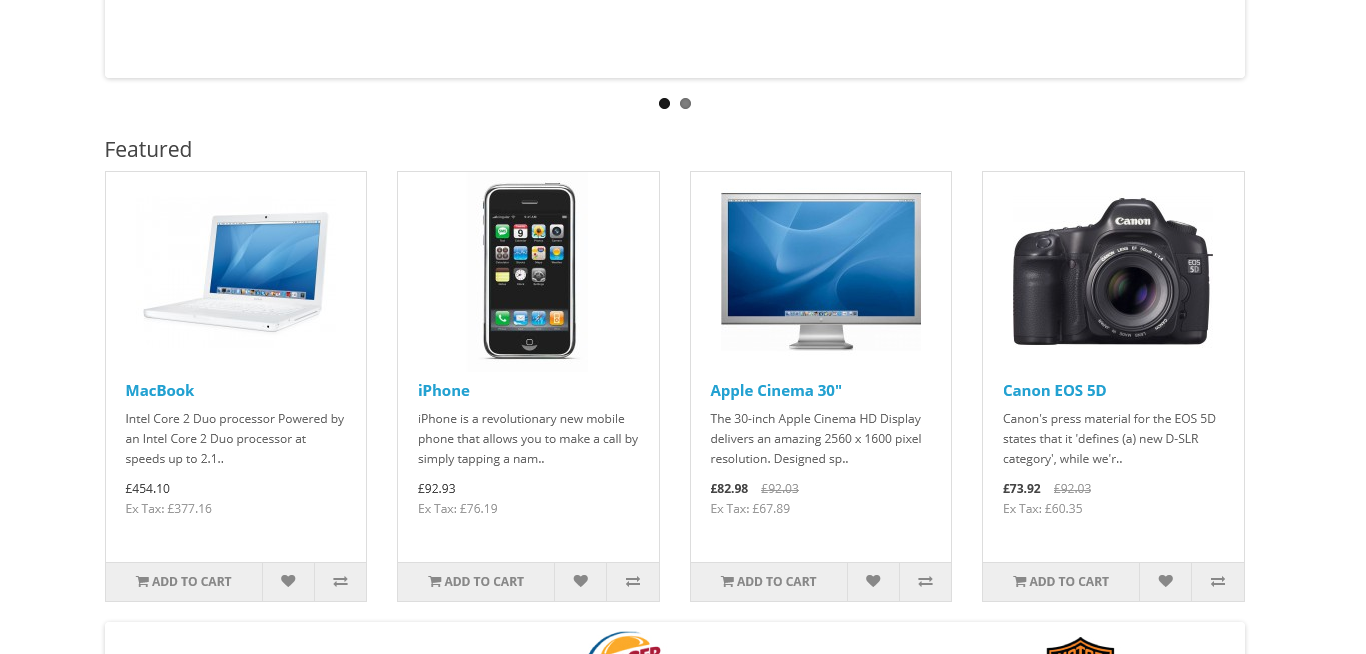 Featured
MacBook
Intel Core 2 Duo processor Powered by
an Intel Core 2 Duo processor at
speeds up to 2.1..
£454.10
Ex Tax: £377.16
ADD TO CART
iPhone
iPhone is a revolutionary new mobile
phone that allows you to make a call by
simply tapping a nam..
£92.93
Ex Tax: £76.19
ADD TO CART
Apple Cinema 30"
The 30-inch Apple Cinema HD Display
delivers an amazing 2560 x 1600 pixel
resolution. Designed sp..
£82.98 £92.03
Ex Tax: £67.89
ADD TO CART
Canon
EOS
5D
Canon EOS 5D
Canon's press material for the EOS 5D
states that it 'defines (a) new D-SLR
category', while we'r..
£73.92 £92.03
Ex Tax: £60.35
ADD TO CART